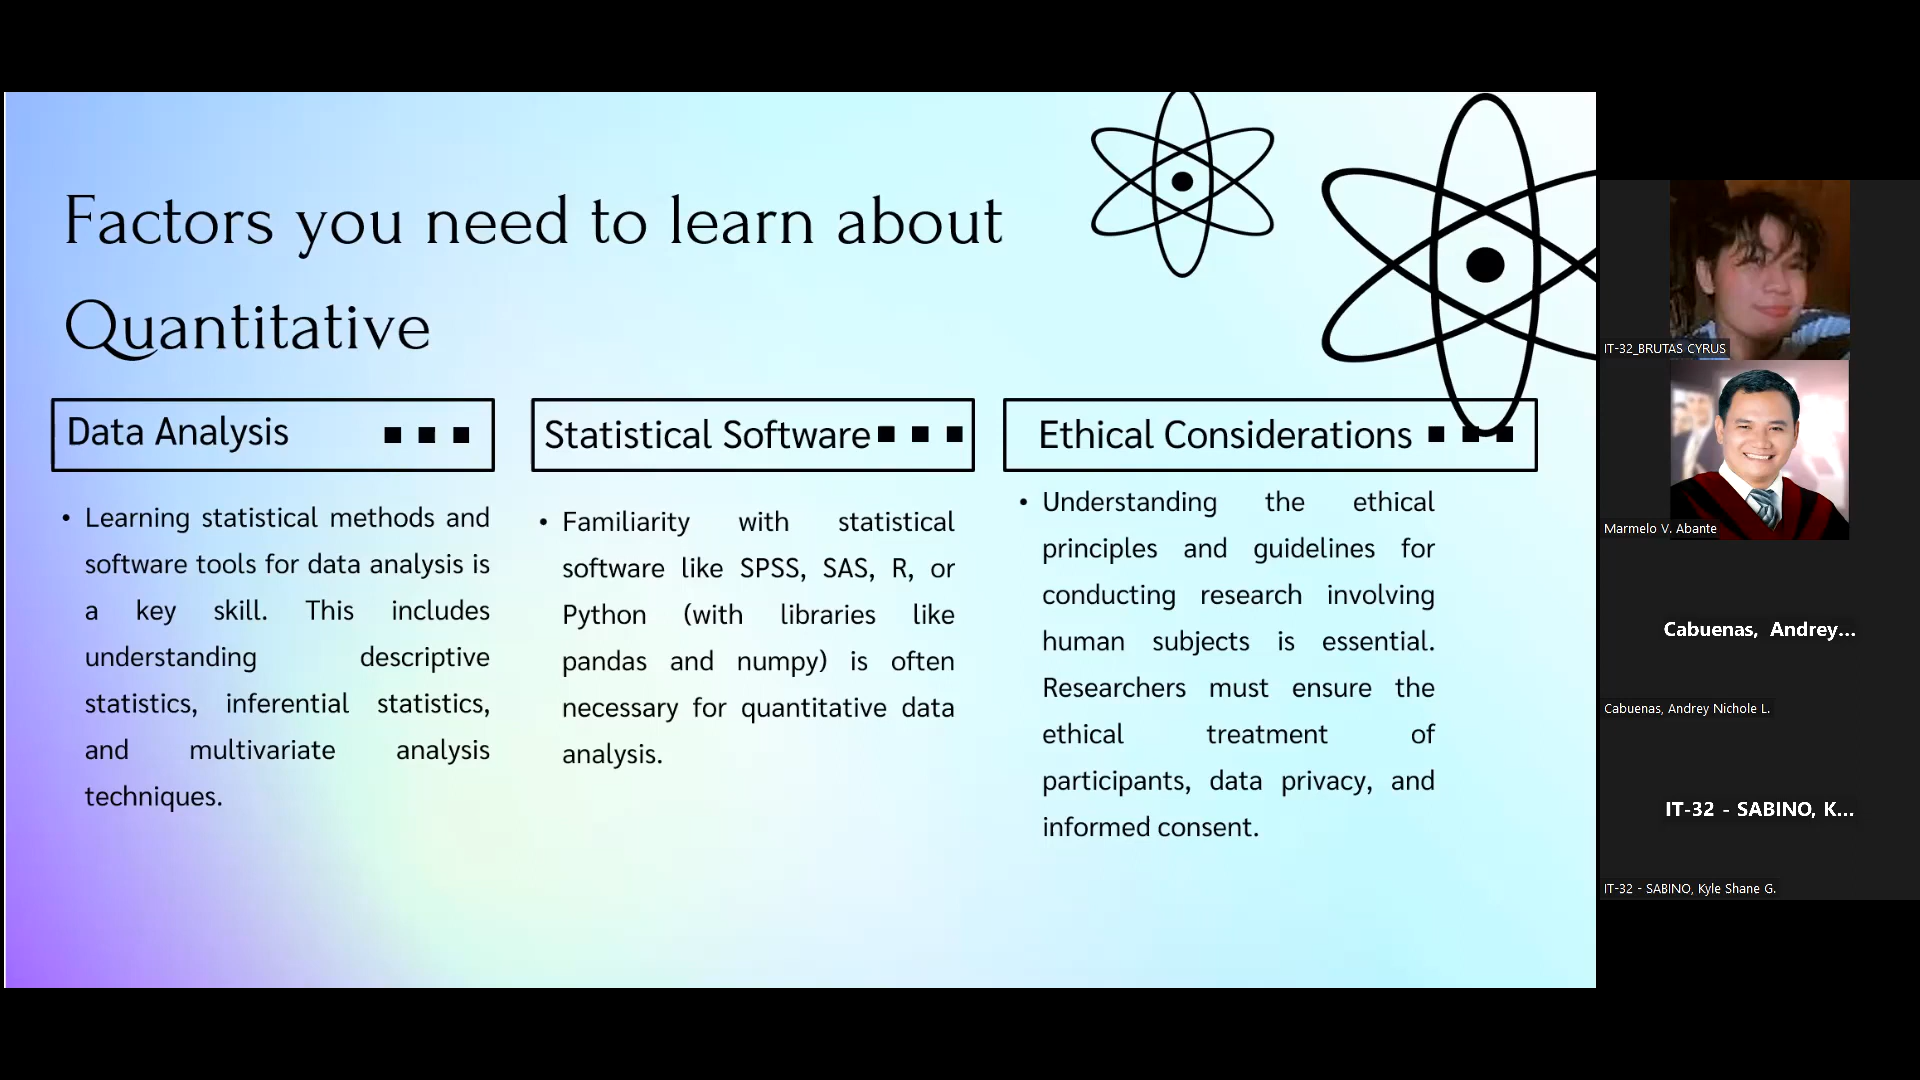 Factors you need to learn about
Quantitative
Data Analysis
• Learning statistical methods and
software tools for data analysis is
a key skill. This includes
understanding descriptive
statistics, inferential statistics,
and multivariate analysis
techniques.
Statistical Software
• Familiarity with statistical
software like SPSS, SAS, R, or
Python (with libraries like
pandas and numpy) is often
necessary for quantitative data
analysis.
Ethical Considerations
• Understanding the ethical
principles and guidelines for
conducting research involving
human subjects is essential.
Researchers must ensure the
ethical treatment of
participants, data privacy, and
informed consent.
IT-32_BRUTAS CYRUS
Marmelo V. Abante
Cabuenas, Andrey...
Cabuenas, Andrey Nichole L.
IT-32 - SABINO, K...
IT-32 - SABINO, Kyle Shane G.